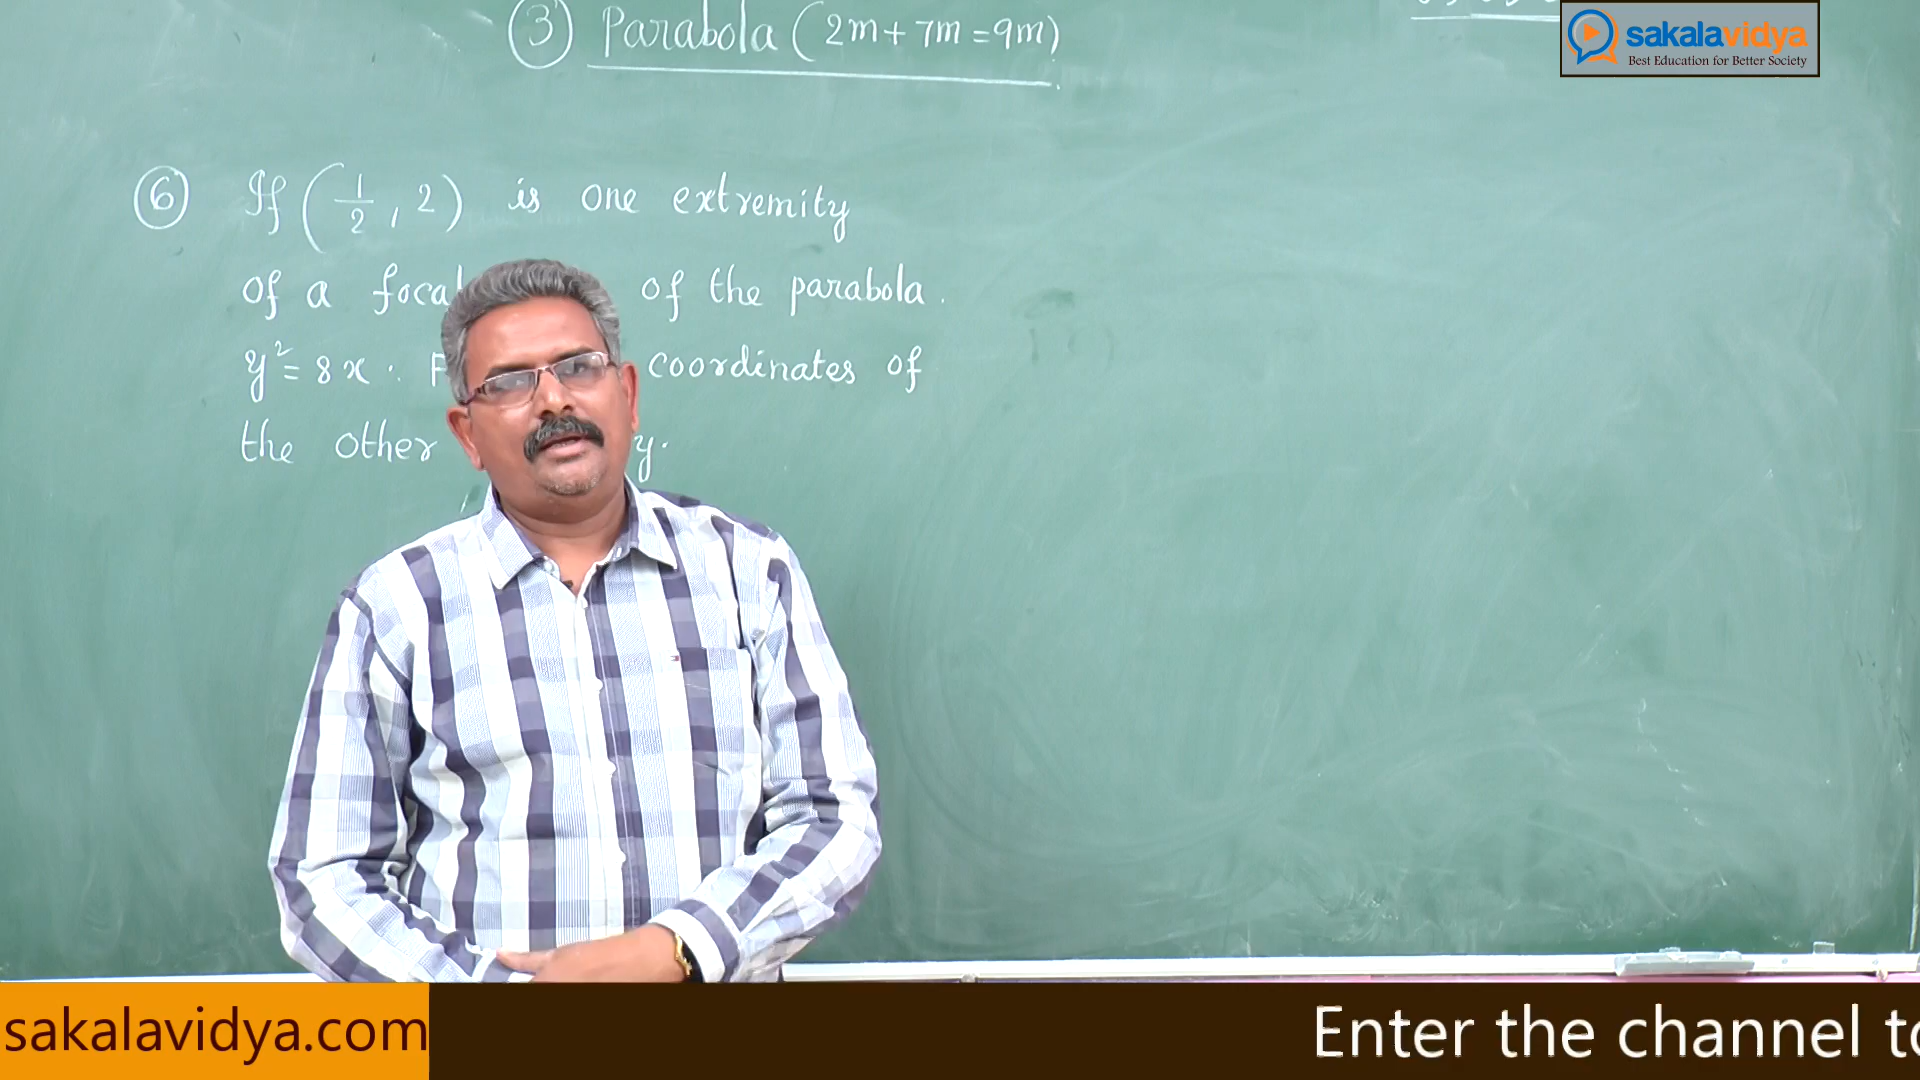 ③ Parabola (2m+7m=9m)
sakalavidya
Best Education for Better Society
⑥ If (1/2, 2) is one extremity
of a focal of the parabola.
y²=8x. coordinates of
the other y.
sakalavidya.com
Enter the channel to